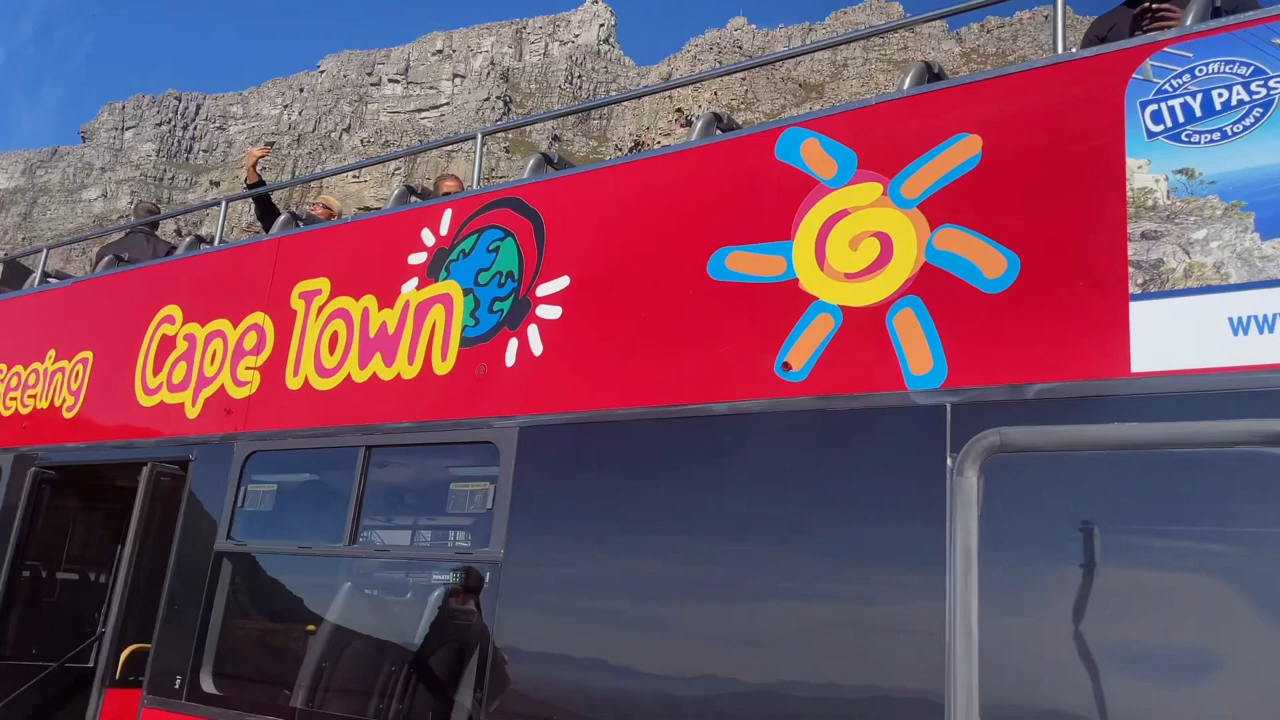 seeing Cape Town
The Official
CITY PASS
Cape Town
WW